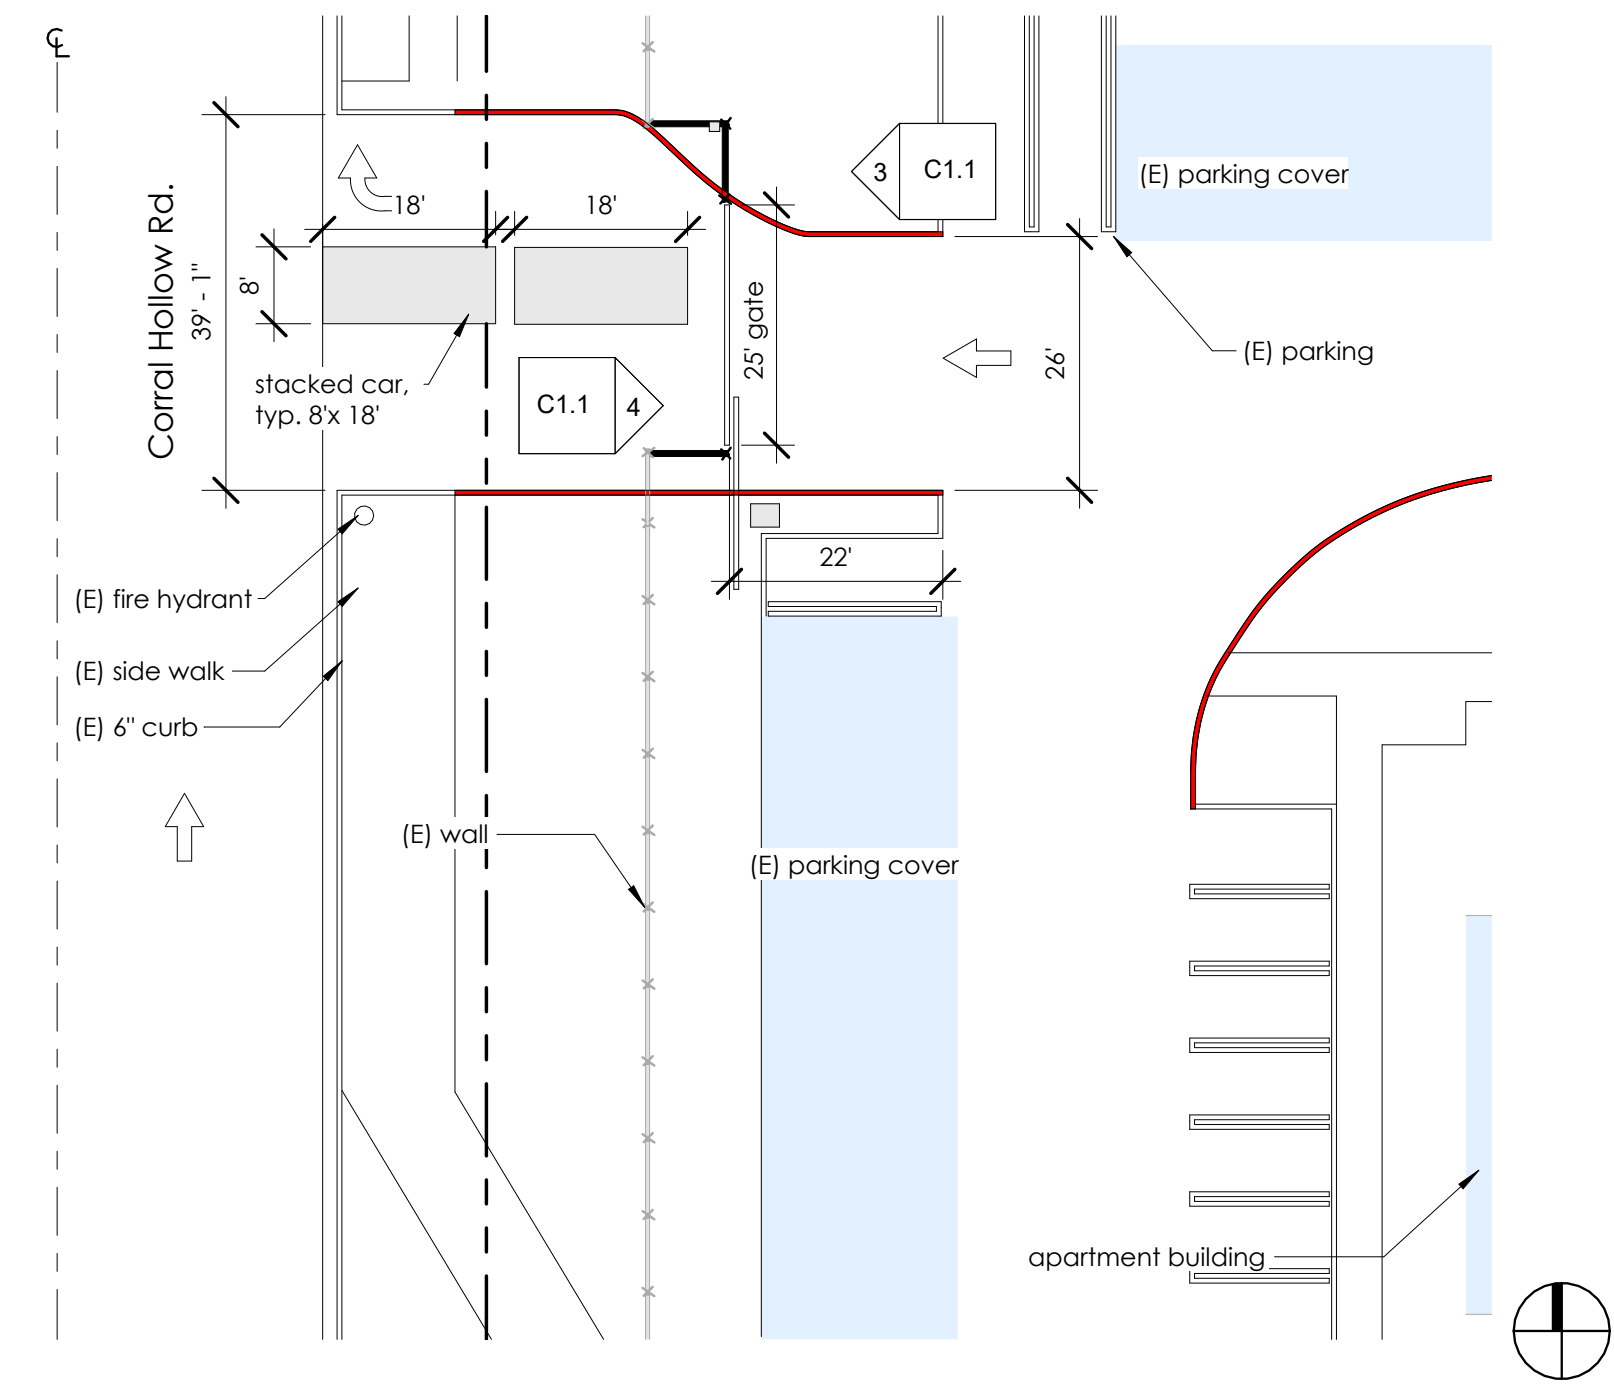 ℄
Corral Hollow Rd.
39' - 1"
8'
18'
18'
3
C1.1
(E) parking cover
25' gate
26'
(E) parking
stacked car,
typ. 8'x 18'
C1.1
4
22'
(E) fire hydrant
(E) side walk
(E) 6" curb
(E) wall
(E) parking cover
apartment building